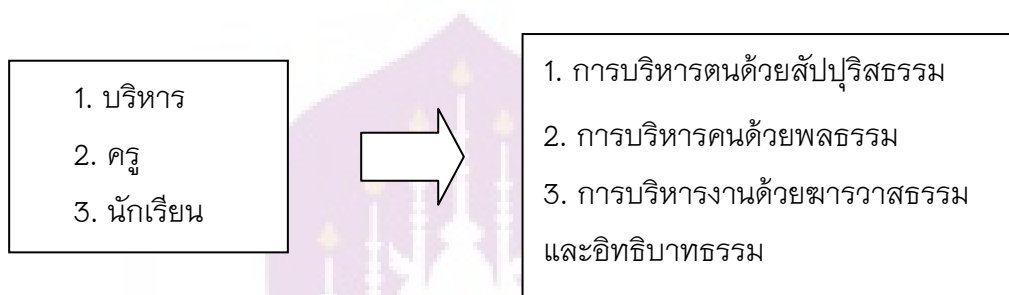 1. บริหาร
2. ครู
3. นักเรียน
1. การบริหารตนด้วยสัปปุริสธรรม
2. การบริหารคนด้วยพลธรรม
3. การบริหารงานด้วยฆารวาสธรรม
และอิทธิบาทธรรม